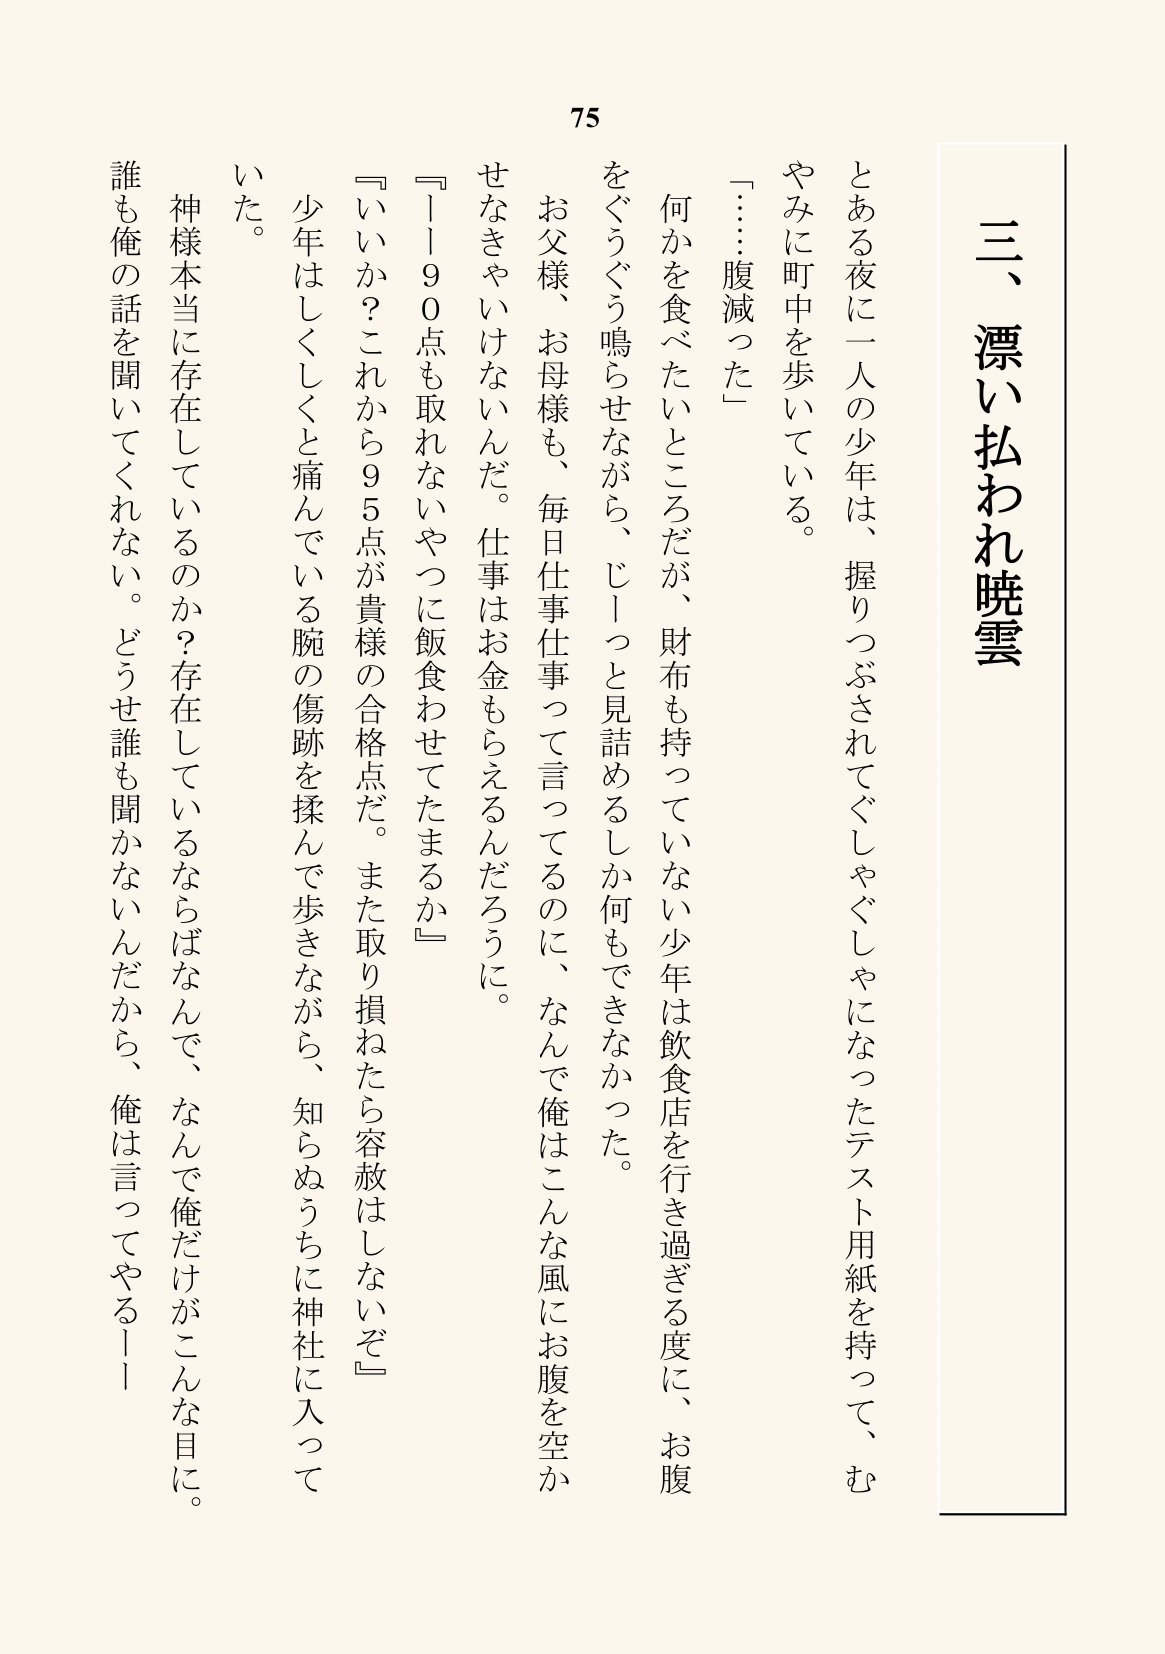 75
三、漂い払われ暁雲
とある夜に一人の少年は、握りつぶされてぐしゃぐしゃになったテスト用紙を持って、む
やみに町中を歩いている。
「……腹減った」
何かを食べたいところだが、財布も持っていない少年は飲食店を行き過ぎる度に、お腹
をぐうぐう鳴らせながら、じーっと見詰めるしか何もできなかった。
お父様、お母様も、毎日仕事仕事って言ってるのに、なんで俺はこんな風にお腹を空か
せなきゃいけないんだ。仕事はお金もらえるんだろうに。
『ーー９０点も取れないやつに飯食わせてたまるか』
『いいか？これから９５点が貴様の合格点だ。また取り損ねたら容赦はしないぞ』
少年はしくしくと痛んでいる腕の傷跡を揉んで歩きながら、知らぬうちに神社に入って
いた。
神様本当に存在しているのか？存在しているならばなんで、なんで俺だけがこんな目に。
誰も俺の話を聞いてくれない。どうせ誰も聞かないんだから、俺は言ってやるーー